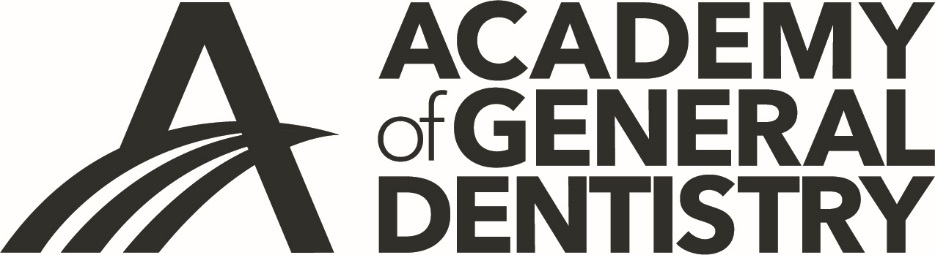 ACADEMY
of GENERAL
DENTISTRY